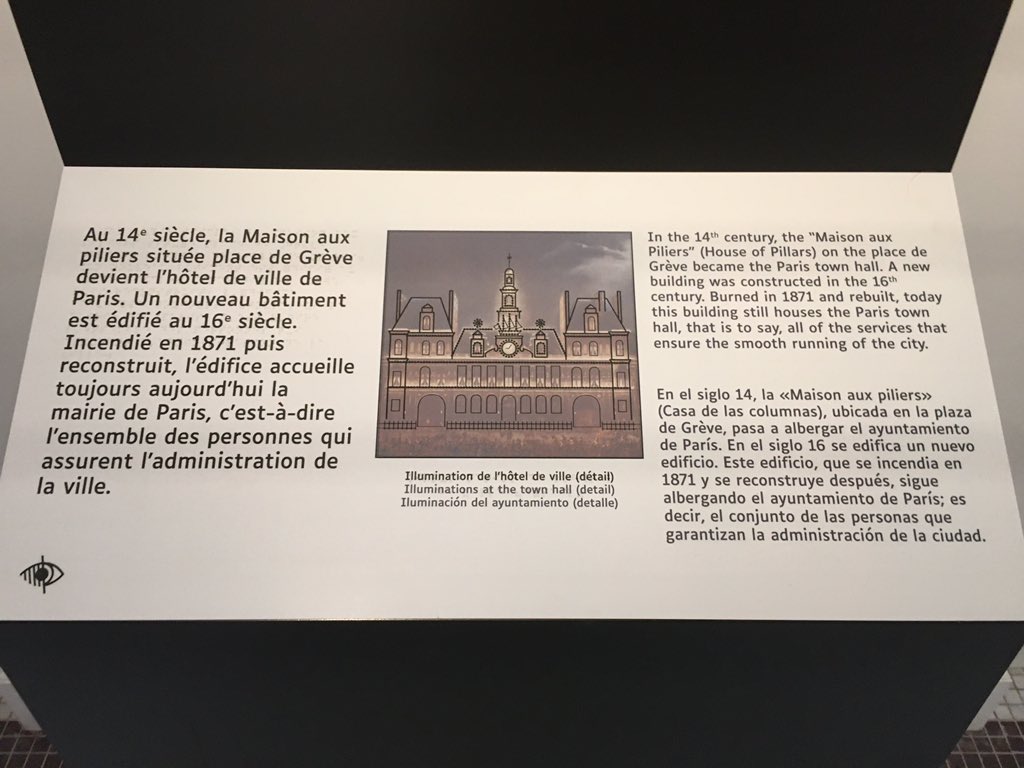 Au 14e siècle, la Maison aux
piliers située place de Grève
devient l'hôtel de ville de
Paris. Un nouveau bâtiment
est édifié au 16e siècle.
Incendié en 1871 puis
reconstruit, l'édifice accueille
toujours aujourd'hui la
mairie de Paris, c'est-à-dire
l'ensemble des personnes qui
assurent l'administration de
la ville.
Illumination de l'hôtel de ville (détail)
Illuminations at the town hall (detail)
Iluminación del ayuntamiento (detalle)
In the 14th century, the "Maison aux
Piliers" (House of Pillars) on the place de
Grève became the Paris town hall. A new
building was constructed in the 16th
century. Burned in 1871 and rebuilt, today
this building still houses the Paris town
hall, that is to say, all of the services that
ensure the smooth running of the city.
En el siglo 14, la «Maison aux piliers»
(Casa de las columnas), ubicada en la plaza
de Grève, pasa a albergar el ayuntamiento
de París. En el siglo 16 se edifica un nuevo
edificio. Este edificio, que se incendia en
1871 y se reconstruye después, sigue
albergando el ayuntamiento de París; es
decir, el conjunto de las personas que
garantizan la administración de la ciudad.